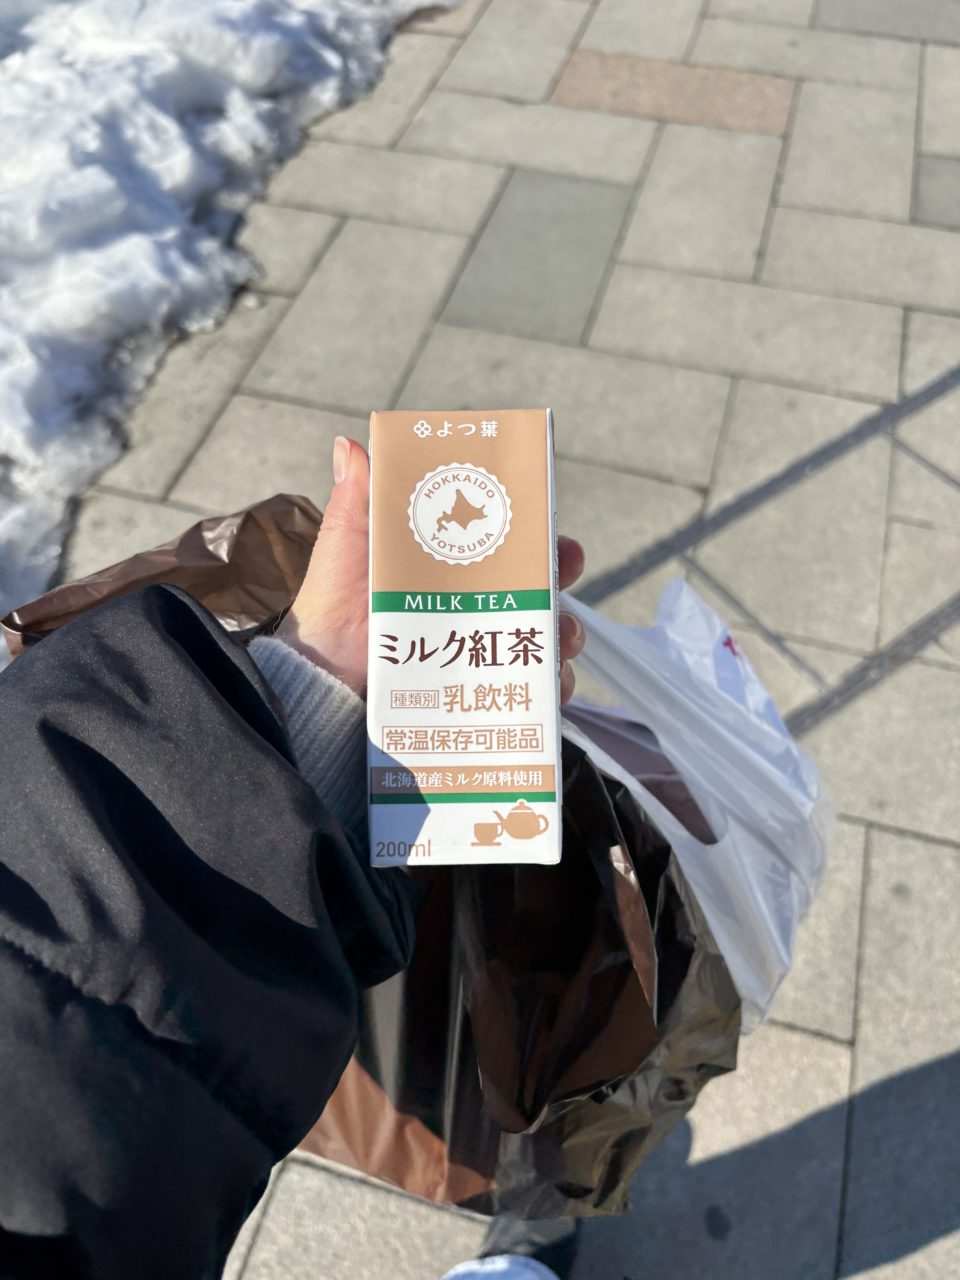 よつ葉
HOKKAIDO
YOTSUBA
MILK TEA
ミルク紅茶
種類別 乳飲料
常温保存可能品
北海道産ミルク原料使用
200ml